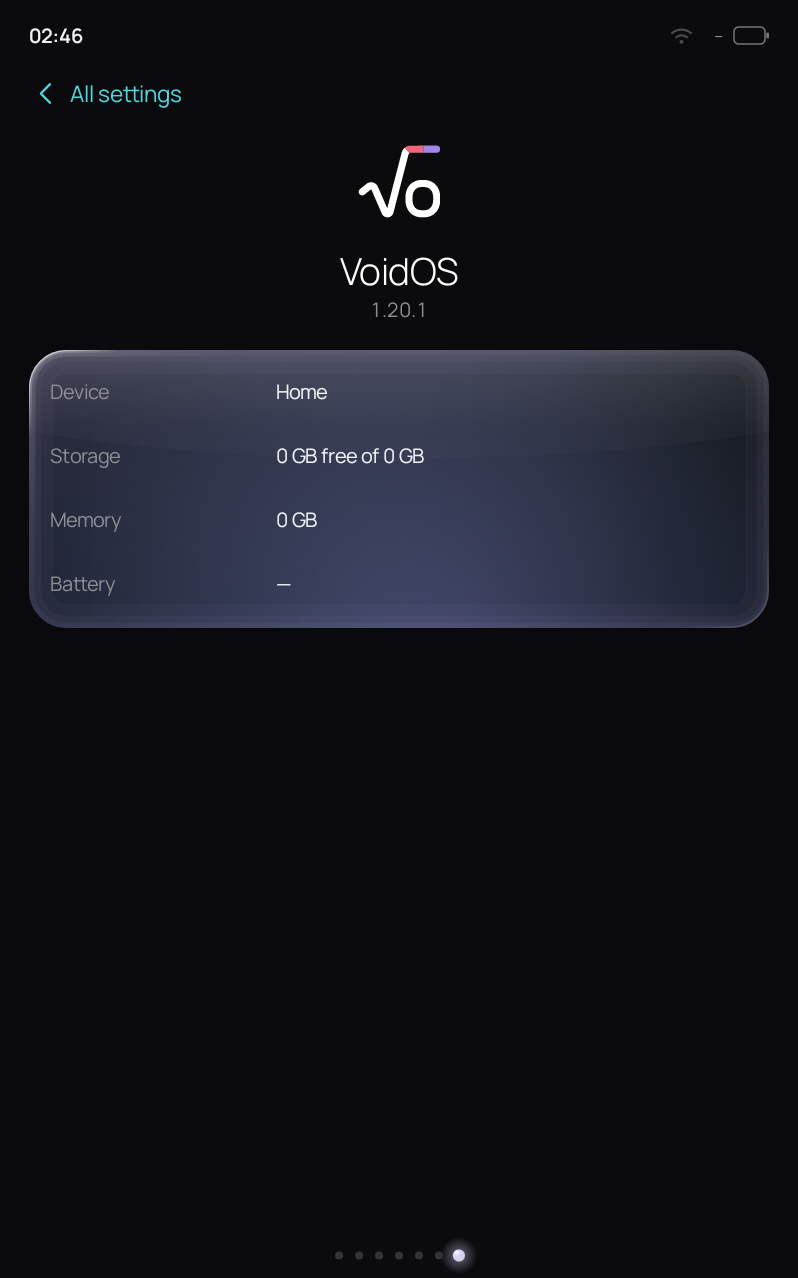 02:46
–
All settings
√o
VoidOS
1.20.1
Device Home
Storage 0 GB free of 0 GB
Memory 0 GB
Battery —